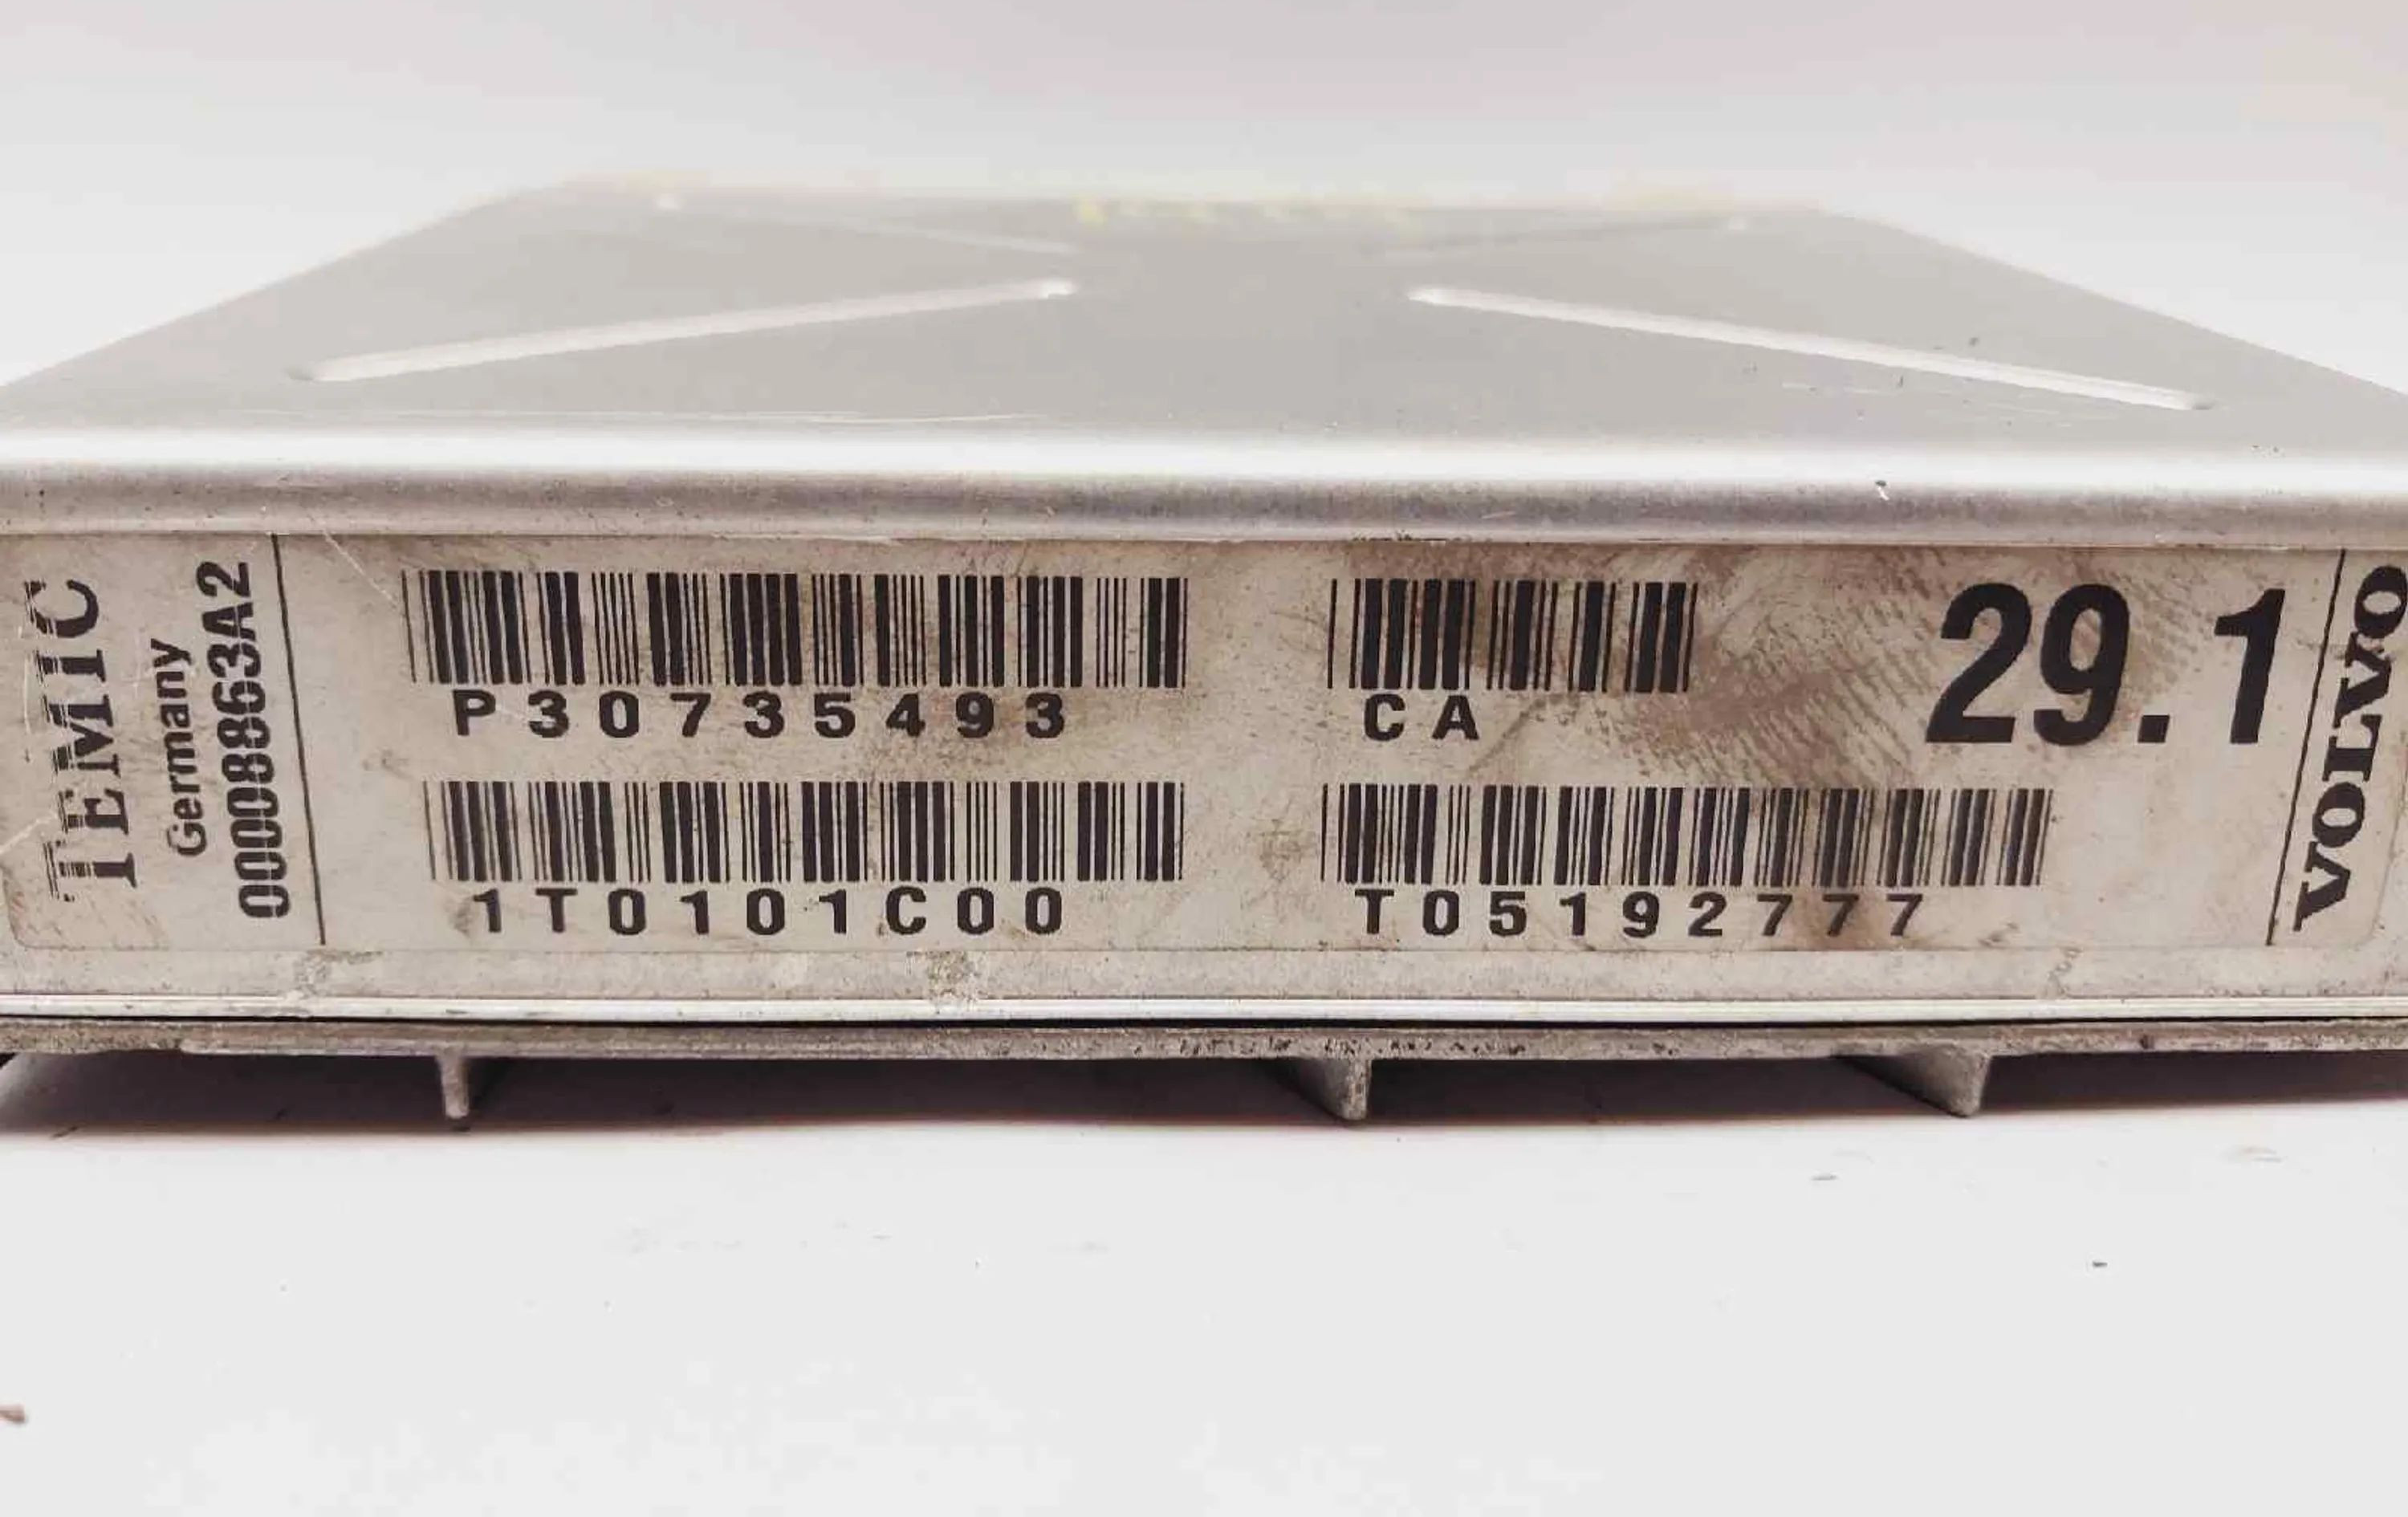 TEMIC
Germany
00008863A2
P30735493
CA
29.1
1T0101C00
T05192777
VOLVO